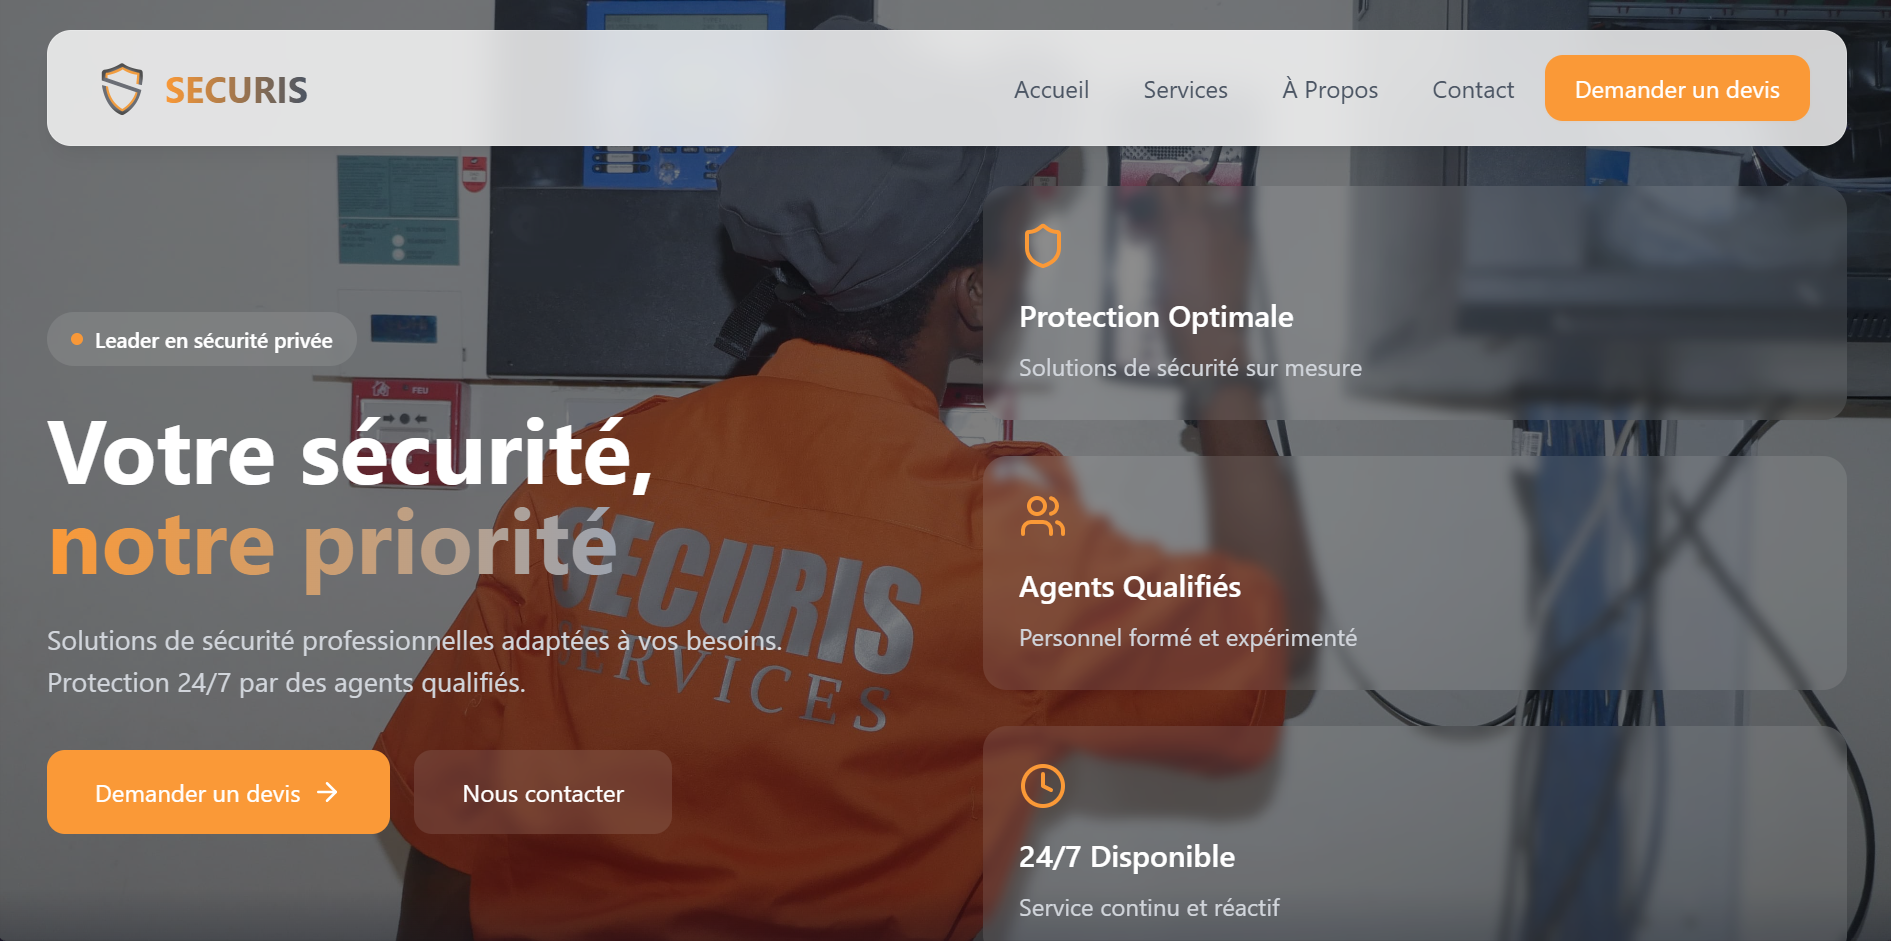 SECURIS
Accueil
Services
À Propos
Contact
Demander un devis
Leader en sécurité privée
Votre sécurité,
notre priorité
Solutions de sécurité professionnelles adaptées à vos besoins.
Protection 24/7 par des agents qualifiés.
Demander un devis
Nous contacter
FEU
SECURIS
SERVICES
Protection Optimale
Solutions de sécurité sur mesure
Agents Qualifiés
Personnel formé et expérimenté
24/7 Disponible
Service continu et réactif